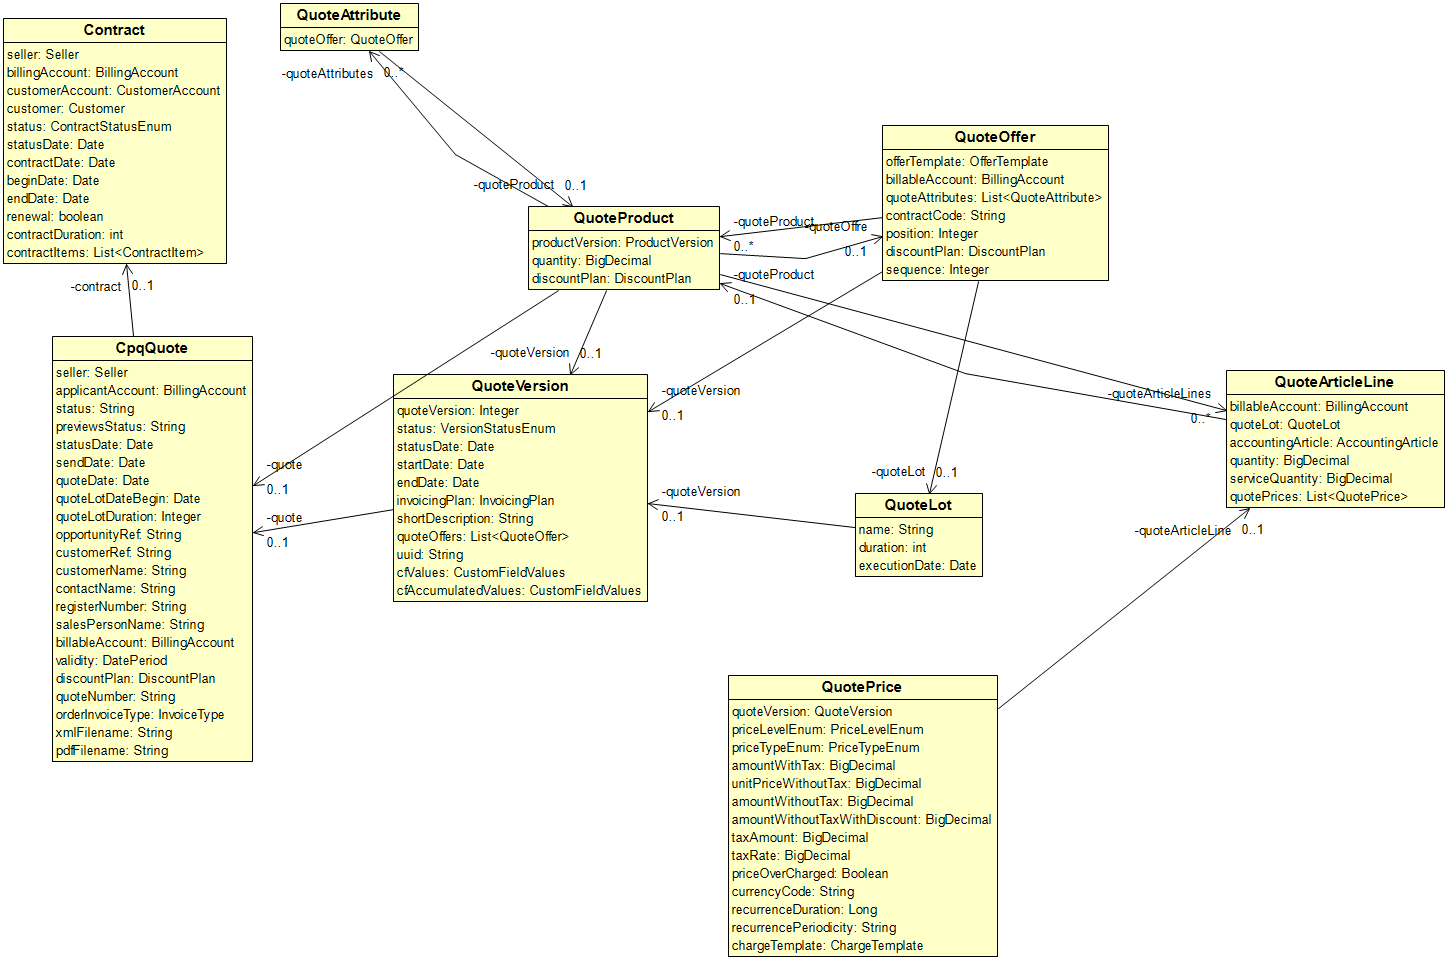 Contract
seller: Seller
billingAccount: BillingAccount
customerAccount: CustomerAccount
customer: Customer
status: ContractStatusEnum
statusDate: Date
contractDate: Date
beginDate: Date
endDate: Date
renewal: boolean
contractDuration: int
contractItems: List<ContractItem>
QuoteAttribute
quoteOffer: QuoteOffer
-quoteAttributes
0..*
-quoteProduct
0..1
QuoteProduct
productVersion: ProductVersion
quantity: BigDecimal
discountPlan: DiscountPlan
QuoteOffer
offerTemplate: OfferTemplate
billableAccount: BillingAccount
quoteAttributes: List<QuoteAttribute>
contractCode: String
position: Integer
discountPlan: DiscountPlan
sequence: Integer
-quoteProduct
0..*
-quoteOffre
0..1
-quoteProduct
0..1
-contract
0..1
CpqQuote
seller: Seller
applicantAccount: BillingAccount
status: String
previewsStatus: String
statusDate: Date
sendDate: Date
quoteDate: Date
quoteLotDateBegin: Date
quoteLotDuration: Integer
opportunityRef: String
customerRef: String
customerName: String
contactName: String
registerNumber: String
salesPersonName: String
billableAccount: BillingAccount
validity: DatePeriod
discountPlan: DiscountPlan
quoteNumber: String
orderInvoiceType: InvoiceType
xmlFilename: String
pdfFilename: String
-quote
0..1
-quote
0..1
-quoteVersion
0..1
QuoteVersion
quoteVersion: Integer
status: VersionStatusEnum
statusDate: Date
startDate: Date
endDate: Date
invoicingPlan: InvoicingPlan
shortDescription: String
quoteOffers: List<QuoteOffer>
uuid: String
cfValues: CustomFieldValues
cfAccumulatedValues: CustomFieldValues
-quoteVersion
0..1
-quoteVersion
0..1
-quoteLot
0..1
QuoteLot
name: String
duration: int
executionDate: Date
-quoteArticleLines
0..*
QuoteArticleLine
billableAccount: BillingAccount
quoteLot: QuoteLot
accountingArticle: AccountingArticle
quantity: BigDecimal
serviceQuantity: BigDecimal
quotePrices: List<QuotePrice>
-quoteArticleLine
0..1
QuotePrice
quoteVersion: QuoteVersion
priceLevelEnum: PriceLevelEnum
priceTypeEnum: PriceTypeEnum
amountWithTax: BigDecimal
unitPriceWithoutTax: BigDecimal
amountWithoutTax: BigDecimal
amountWithoutTaxWithDiscount: BigDecimal
taxAmount: BigDecimal
taxRate: BigDecimal
priceOverCharged: Boolean
currencyCode: String
recurrenceDuration: Long
recurrencePeriodicity: String
chargeTemplate: ChargeTemplate